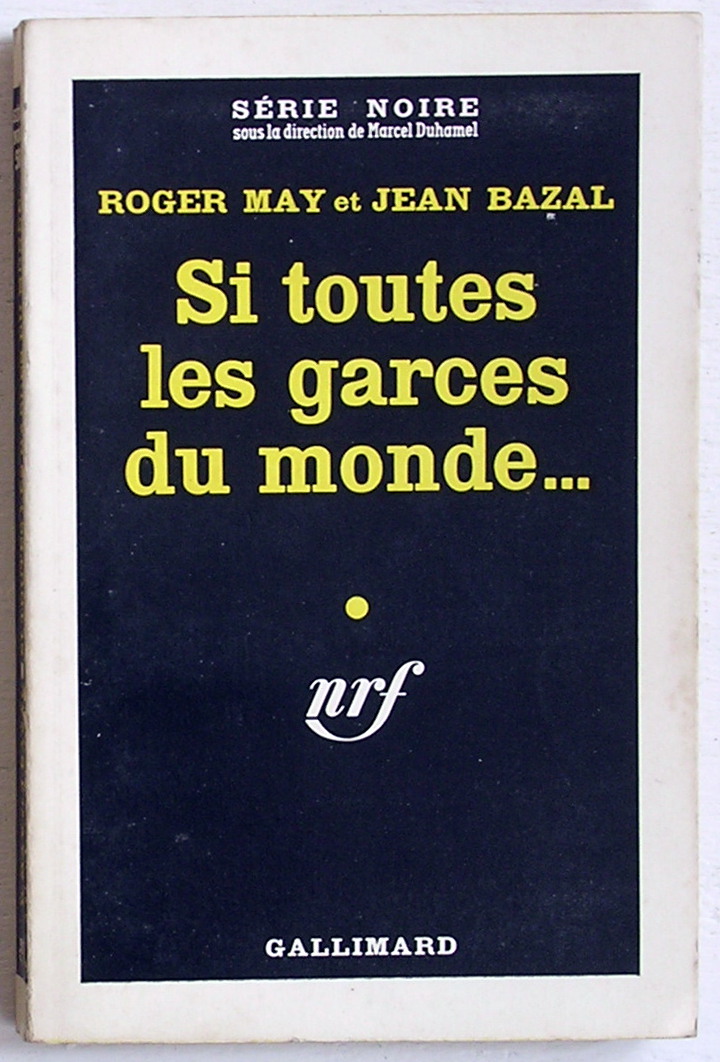 SÉRIE NOIRE
sous la direction de Marcel Duhamel
ROGER MAY et JEAN BAZAL
Si toutes
les garces
du monde...
nrf
GALLIMARD